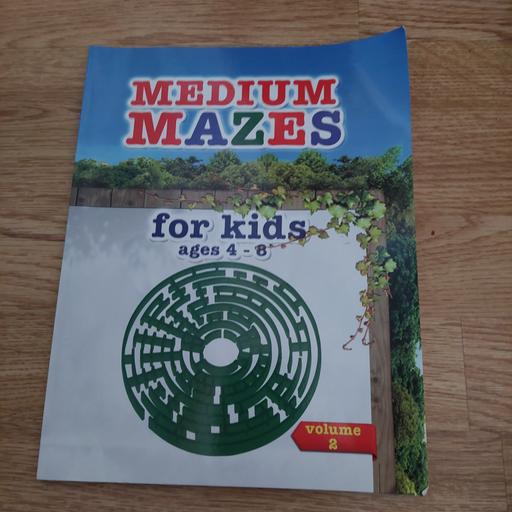 MEDIUM
MAZES
for kids
ages 4 - 8
volume
2